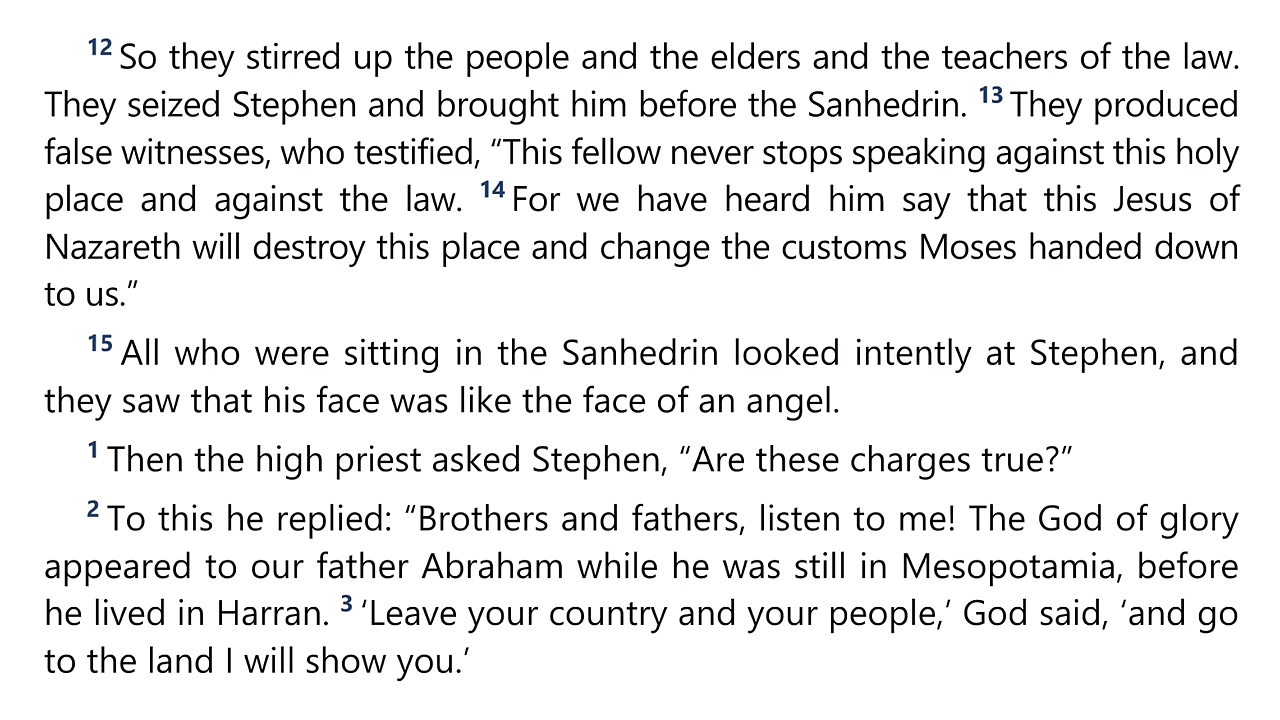 12 So they stirred up the people and the elders and the teachers of the law.
They seized Stephen and brought him before the Sanhedrin. 13 They produced
false witnesses, who testified, “This fellow never stops speaking against this holy
place and against the law. 14 For we have heard him say that this Jesus of
Nazareth will destroy this place and change the customs Moses handed down
to us.”
15 All who were sitting in the Sanhedrin looked intently at Stephen, and
they saw that his face was like the face of an angel.
1 Then the high priest asked Stephen, “Are these charges true?”
2 To this he replied: “Brothers and fathers, listen to me! The God of glory
appeared to our father Abraham while he was still in Mesopotamia, before
he lived in Harran. 3 ‘Leave your country and your people,’ God said, ‘and go
to the land I will show you.’